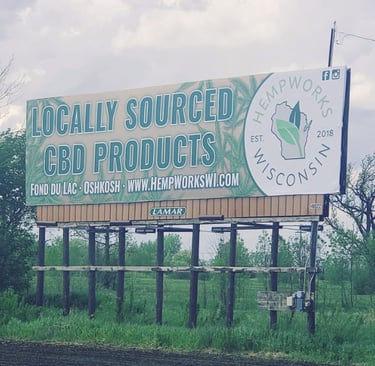 LOCALLY SOURCED
CBD PRODUCTS
FOND DU LAC · OSHKOSH · WWW.HEMPWORKSWI.COM
HEMPWORKS
EST. 2018
WISCONSIN
LAMAR